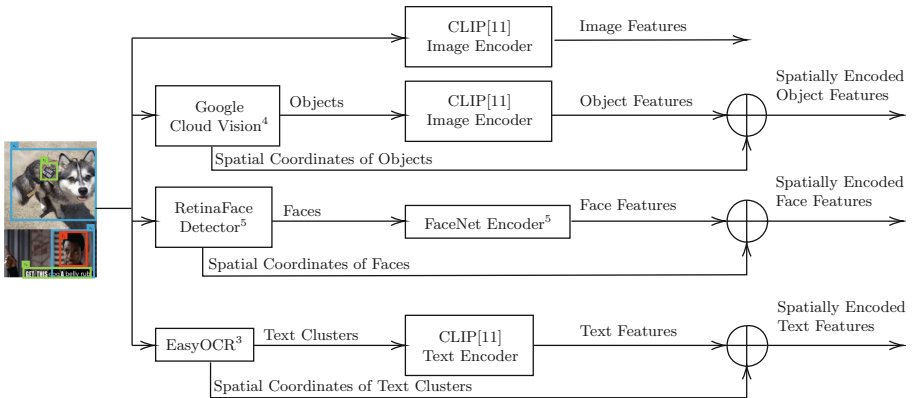 CLIP[11]
Image Encoder
Image Features
Google
Cloud Vision⁴
Objects
CLIP[11]
Image Encoder
Object Features
Spatially Encoded
Object Features
Spatial Coordinates of Objects
RetinaFace
Detector⁵
Faces
FaceNet Encoder⁵
Face Features
Spatially Encoded
Face Features
Spatial Coordinates of Faces
GET THIS dog A belly rub
EasyOCR³
Text Clusters
CLIP[11]
Text Encoder
Text Features
Spatially Encoded
Text Features
Spatial Coordinates of Text Clusters